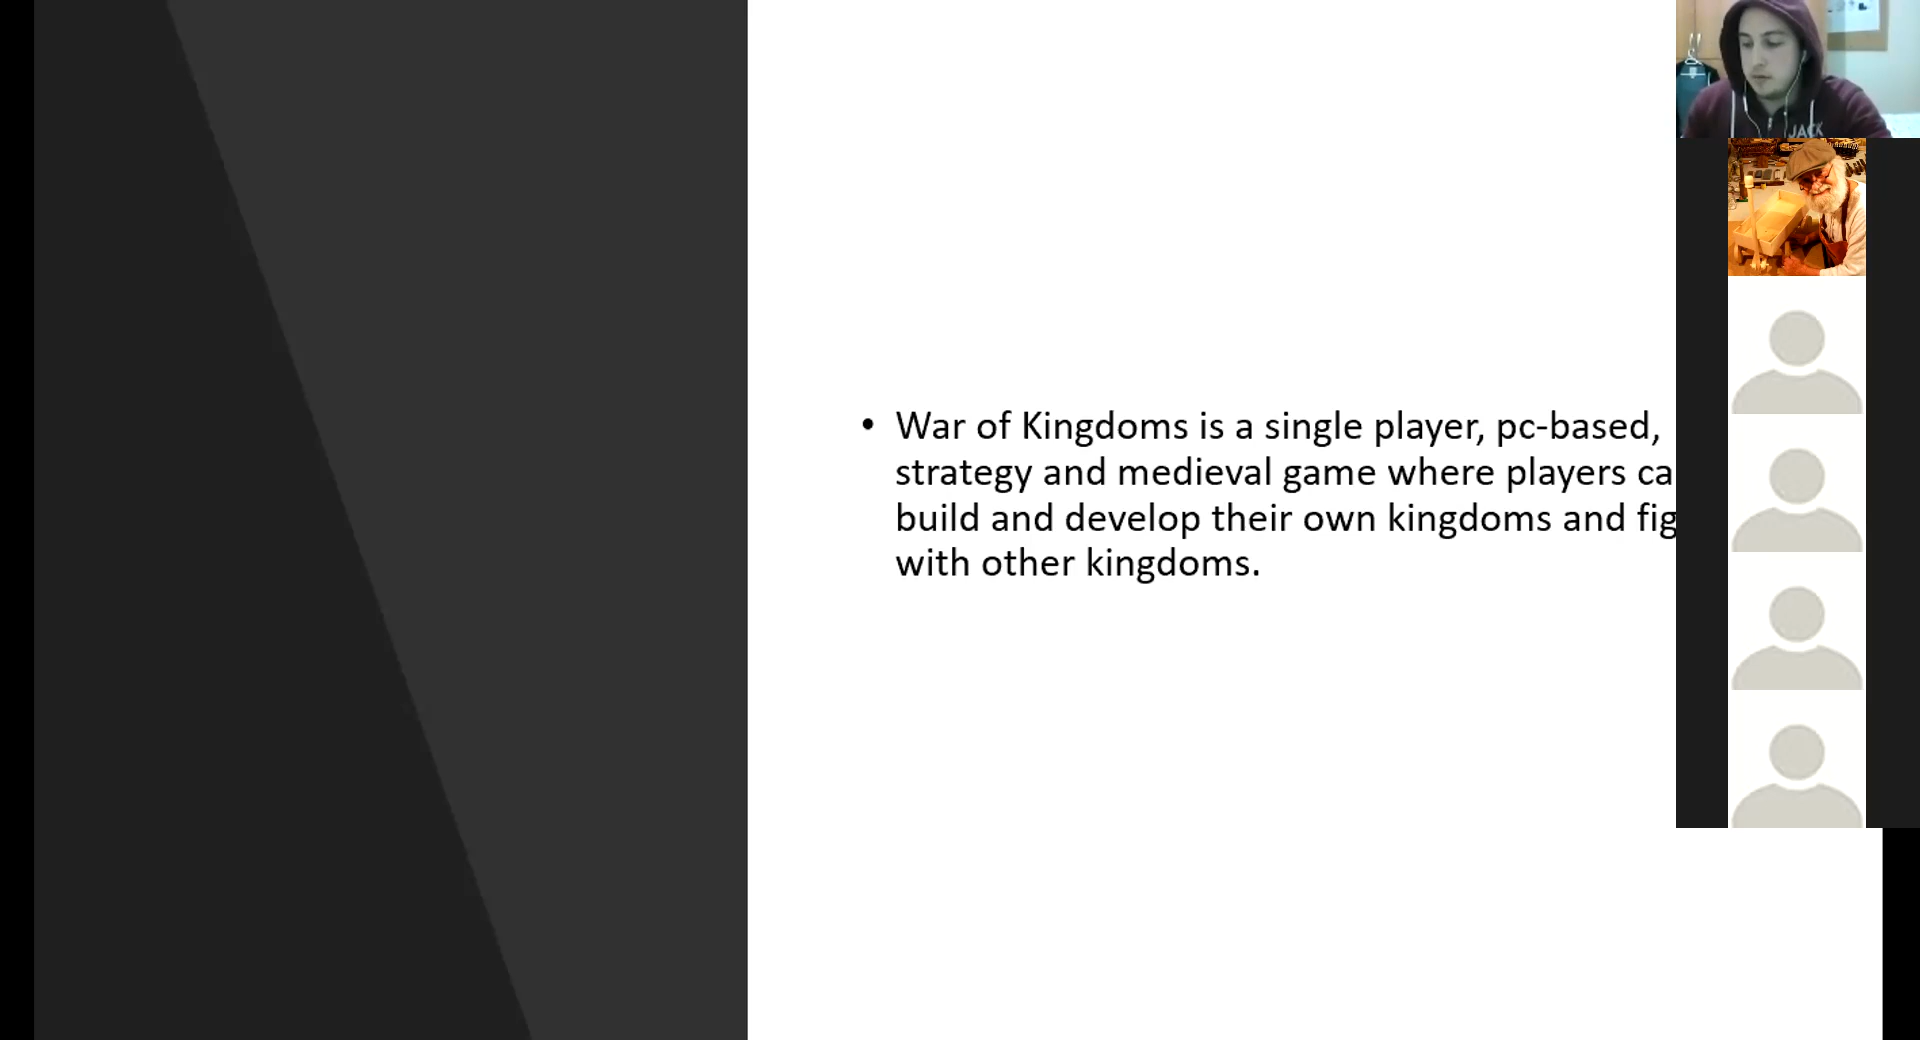 • War of Kingdoms is a single player, pc-based,
strategy and medieval game where players ca
build and develop their own kingdoms and fig
with other kingdoms.
JACK